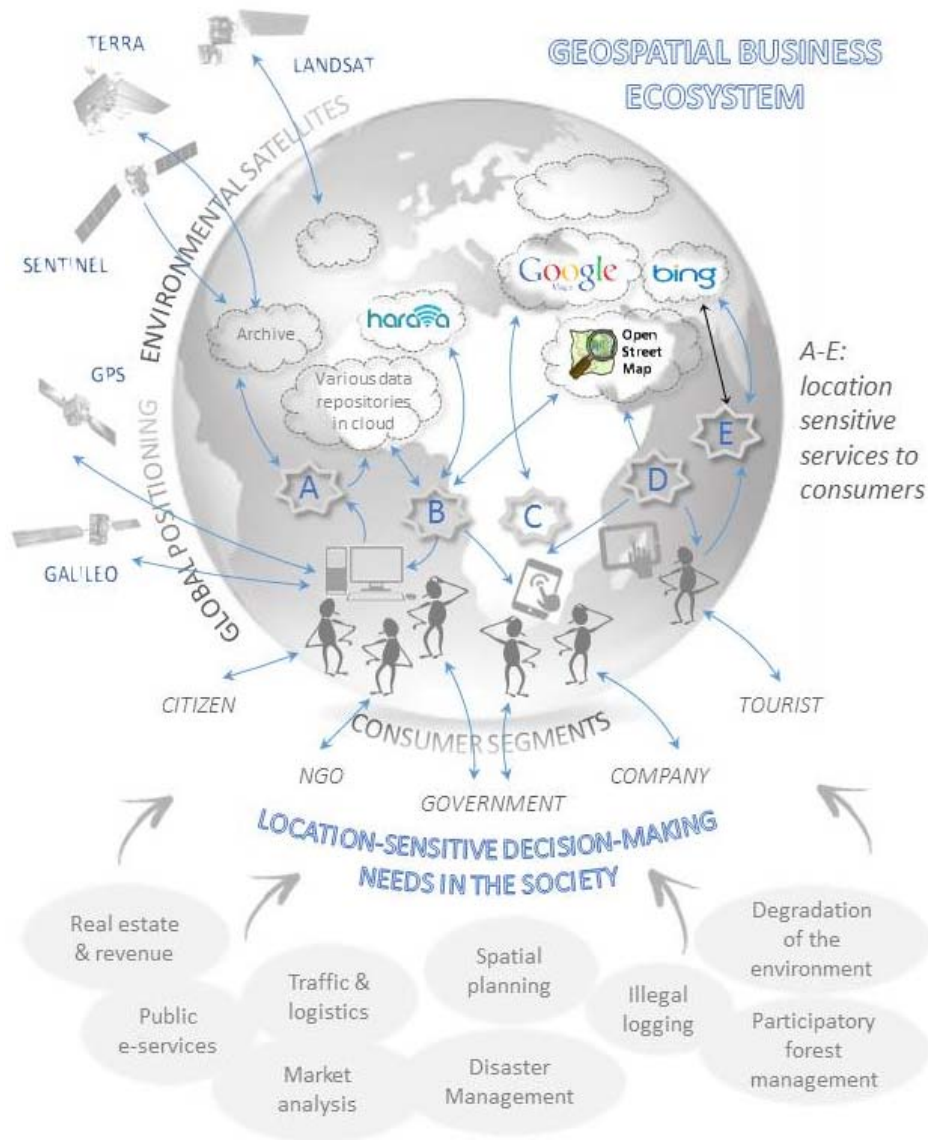 TERRA
LANDSAT
GEOSPATIAL BUSINESS
ECOSYSTEM
ENVIRONMENTAL SATELLITES
SENTINEL
Google
Maps
bing
harava
Archive
Open
Street
Map
Various data
repositories
in cloud
GPS
A-E:
location
sensitive
services to
consumers
A
B
C
D
E
GLOBAL POSITIONING
GALILEO
CITIZEN
TOURIST
CONSUMER SEGMENTS
NGO
COMPANY
GOVERNMENT
LOCATION-SENSITIVE DECISION-MAKING
NEEDS IN THE SOCIETY
Real estate
& revenue
Public
e-services
Traffic &
logistics
Market
analysis
Spatial
planning
Disaster
Management
Illegal
logging
Degradation
of the
environment
Participatory
forest
management